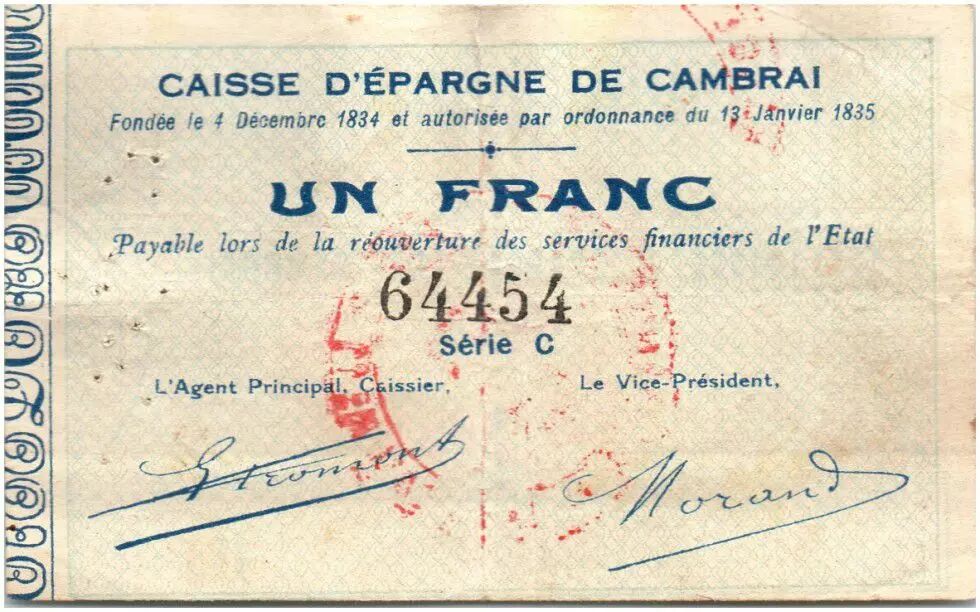 CAISSE D'ÉPARGNE DE CAMBRAI
Fondée le 4 Décembre 1834 et autorisée par ordonnance du 13 Janvier 1835
UN FRANC
Payable lors de la réouverture des services financiers de l'Etat
64454
Série C
L'Agent Principal, Caissier,
Le Vice-Président,
Morand